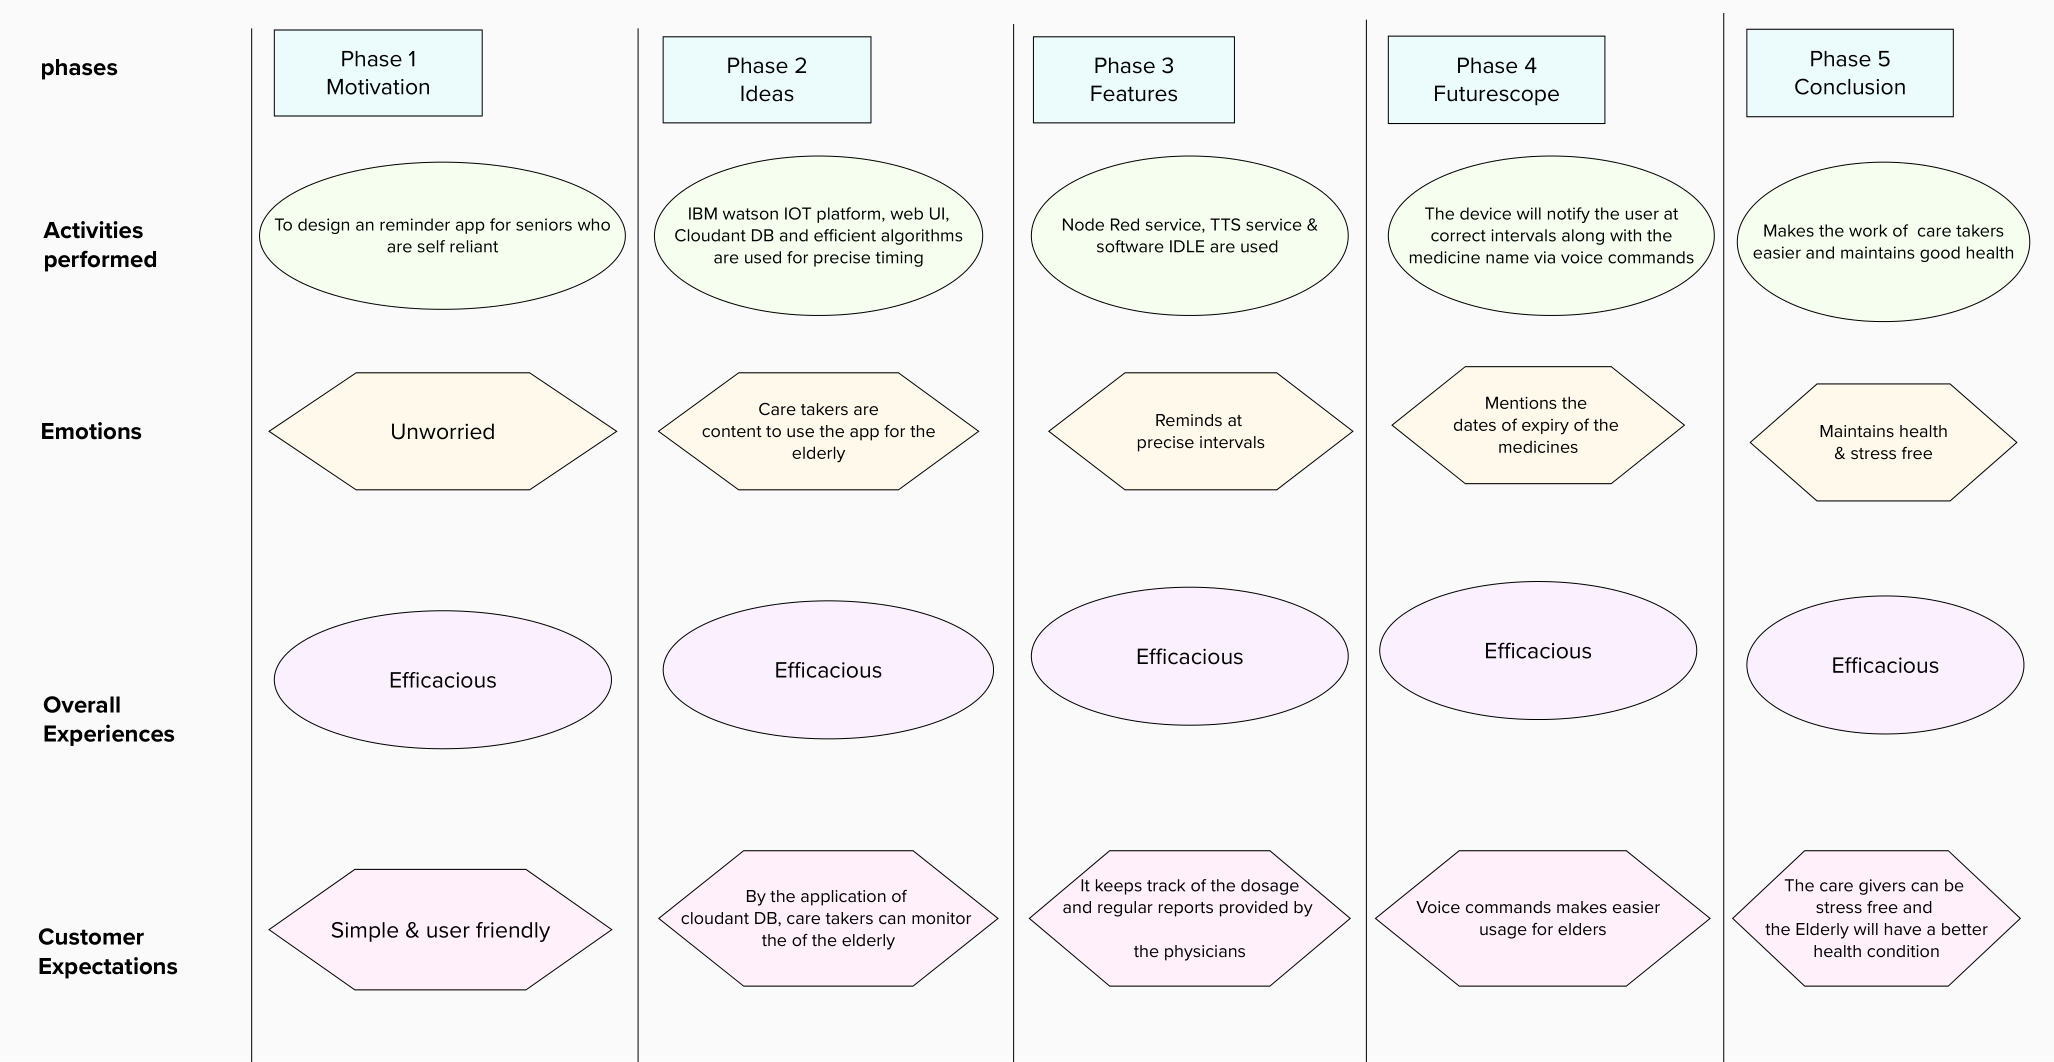 phases
Phase 1
Motivation
Phase 2
Ideas
Phase 3
Features
Phase 4
Futurescope
Phase 5
Conclusion
Activities
performed
To design an reminder app for seniors who
are self reliant
IBM watson IOT platform, web UI,
Cloudant DB and efficient algorithms
are used for precise timing
Node Red service, TTS service &
software IDLE are used
The device will notify the user at
correct intervals along with the
medicine name via voice commands
Makes the work of  care takers
easier and maintains good health
Emotions
Unworried
Care takers are
content to use the app for the
elderly
Reminds at
precise intervals
Mentions the
dates of expiry of the
medicines
Maintains health
& stress free
Overall
Experiences
Efficacious
Efficacious
Efficacious
Efficacious
Efficacious
Customer
Expectations
Simple & user friendly
By the application of
cloudant DB, care takers can monitor
the of the elderly
It keeps track of the dosage
and regular reports provided by
the physicians
Voice commands makes easier
usage for elders
The care givers can be
stress free and
the Elderly will have a better
health condition